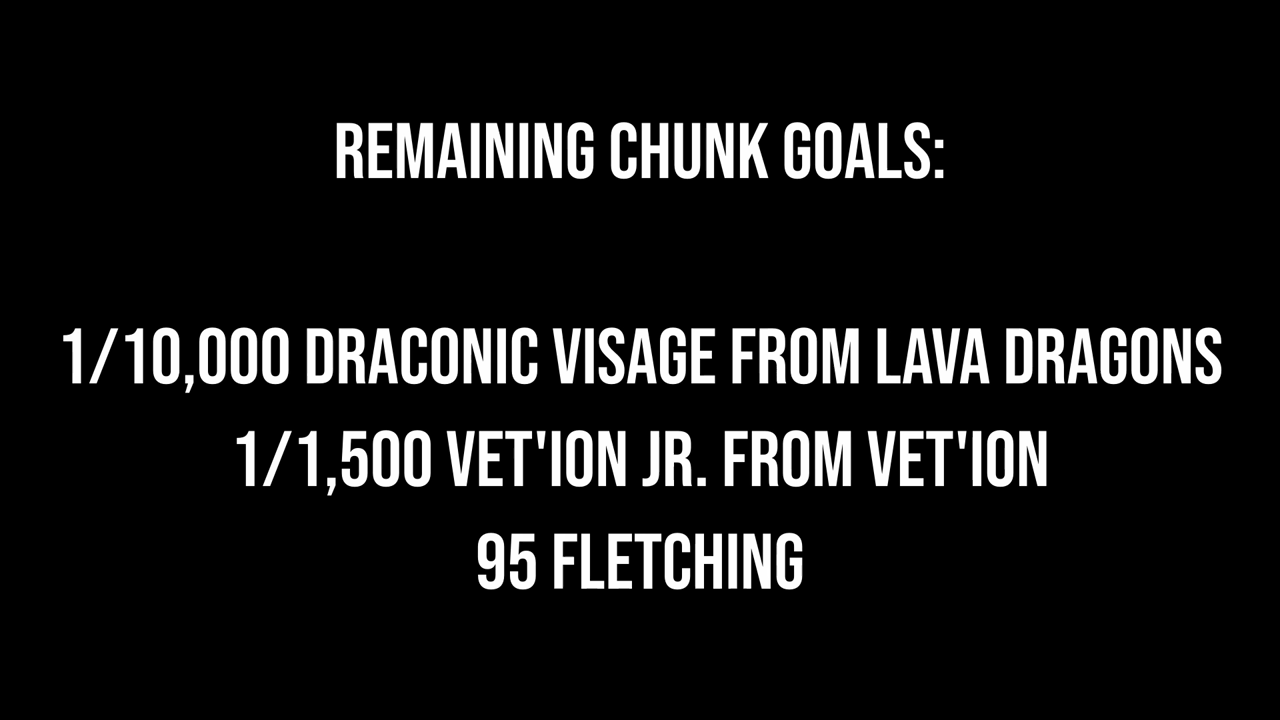 REMAINING CHUNK GOALS:
1/10,000 DRACONIC VISAGE FROM LAVA DRAGONS
1/1,500 VET'ION JR. FROM VET'ION
95 FLETCHING